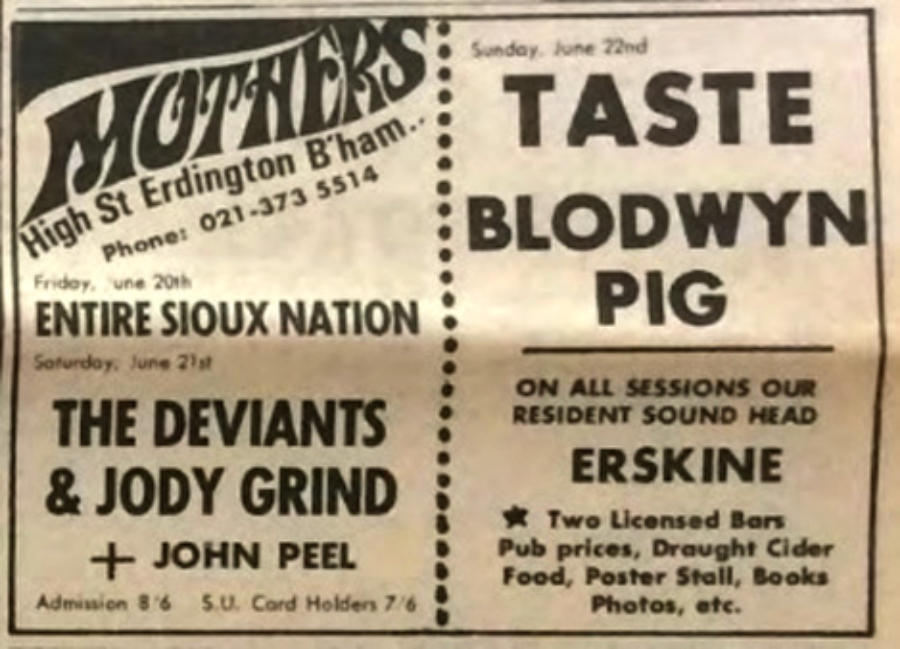 MOTHERS
High St Erdington B'ham..
Phone: 021-373 5514
Friday, une 20th
ENTIRE SIOUX NATION
Saturday, June 21st
THE DEVIANTS
& JODY GRIND
+ JOHN PEEL
Admission 8/6 S.U. Card Holders 7/6
Sunday, June 22nd
TASTE
BLODWYN
PIG
ON ALL SESSIONS OUR
RESIDENT SOUND HEAD
ERSKINE
★ Two Licensed Bars
Pub prices, Draught Cider
Food, Poster Stall, Books
Photos, etc.